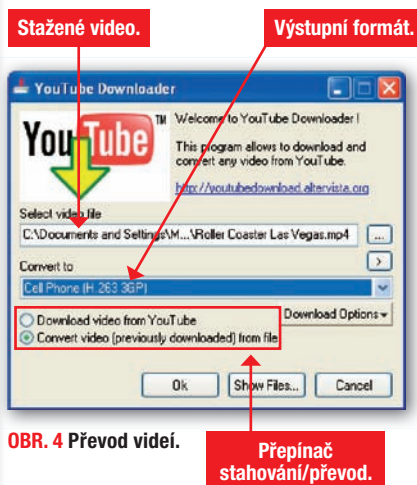 Stažené video.
Výstupní formát.
YouTube Downloader
YouTube TM
Welcome to YouTube Downloader !
This program allows to download and
convert any video from YouTube.
http://youtubedownload.altervista.org
Select video file
C:\Documents and Settings\M...\Roller Coaster Las Vegas.mp4
...
Convert to
>
Cell Phone (H.263 3GP)
Download video from YouTube
Download Options
Convert video (previously downloaded) from file
Ok
Show Files...
Cancel
OBR. 4 Převod videí.
Přepínač
stahování/převod.